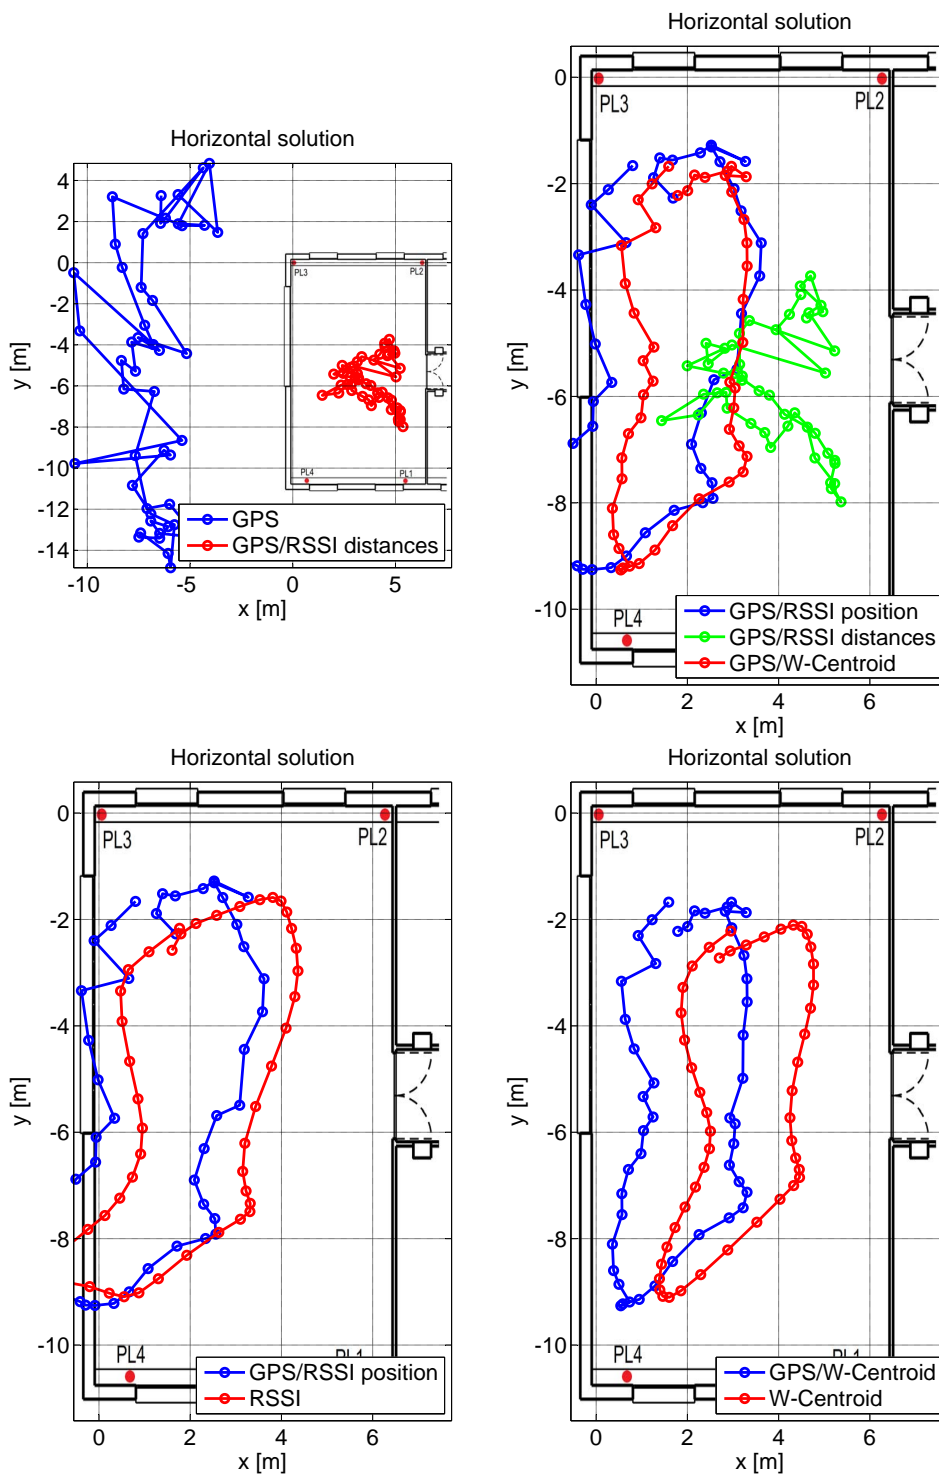 Horizontal solution
4
2
0
-2
-4
-6
-8
-10
-12
-14
y [m]
PL3
PL2
PL4
PL1
GPS
GPS/RSSI distances
-10
-5
0
5
x [m]
Horizontal solution
0
-2
-4
-6
-8
-10
y [m]
PL3
PL2
PL4
GPS/RSSI position
GPS/RSSI distances
GPS/W-Centroid
0
2
4
6
x [m]
Horizontal solution
0
-2
-4
-6
-8
-10
y [m]
PL3
PL2
PL4
PL1
GPS/RSSI position
RSSI
0
2
4
6
x [m]
Horizontal solution
0
-2
-4
-6
-8
-10
y [m]
PL3
PL2
PL4
PL1
GPS/W-Centroid
W-Centroid
0
2
4
6
x [m]